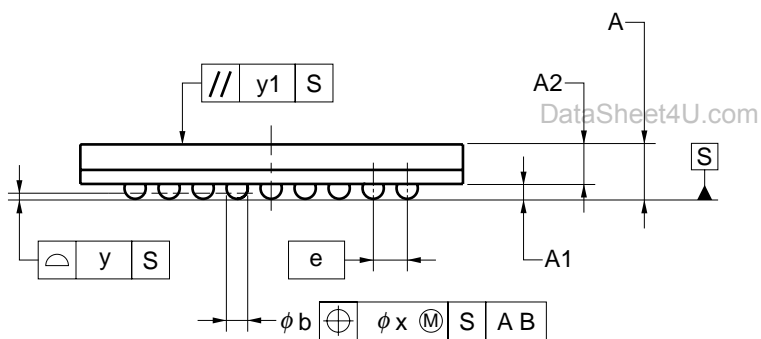 A
// y1 S
A2
DataSheet4U.com
S
⌓ y S
e
A1
φ b ⌖ φ x Ⓜ S A B